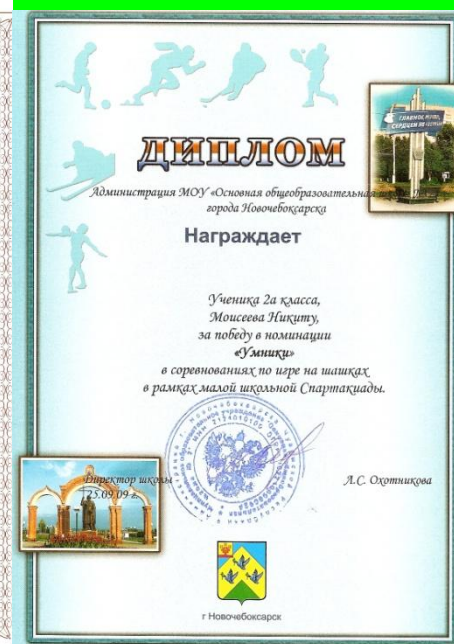 ДИПЛОМ
Администрация МОУ «Основная общеобразовательная
города Новочебоксарска
Награждает
Ученика 2а класса,
Моисеева Никиту,
за победу в номинации
«Умники»
в соревнованиях по игре на шашках
в рамках малой школьной Спартакиады.
Директор школы
Л.С. Охотникова
25.09.09 г.
г Новочебоксарск